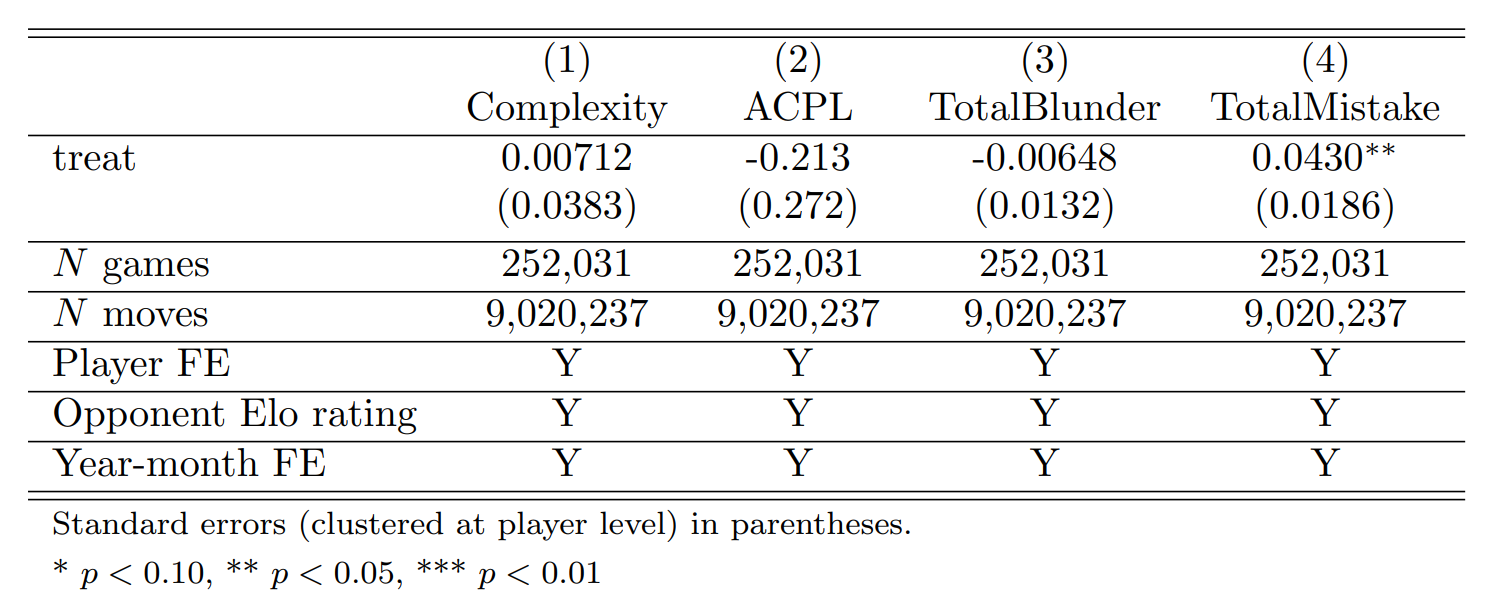 (1) (2) (3) (4)
Complexity ACPL TotalBlunder TotalMistake
treat 0.00712 -0.213 -0.00648 0.0430**
(0.0383) (0.272) (0.0132) (0.0186)
N games 252,031 252,031 252,031 252,031
N moves 9,020,237 9,020,237 9,020,237 9,020,237
Player FE Y Y Y Y
Opponent Elo rating Y Y Y Y
Year-month FE Y Y Y Y
Standard errors (clustered at player level) in parentheses.
* p < 0.10, ** p < 0.05, *** p < 0.01